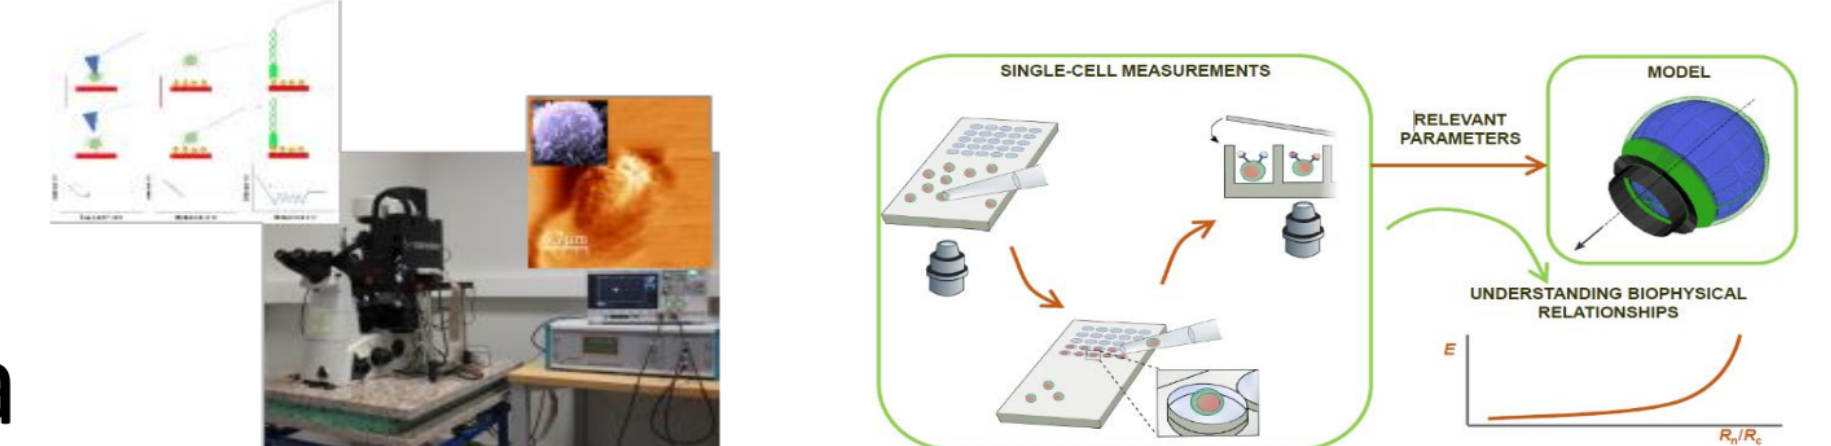 SINGLE-CELL MEASUREMENTS
RELEVANT
PARAMETERS
MODEL
UNDERSTANDING BIOPHYSICAL
RELATIONSHIPS
E
Rn/Rc
a